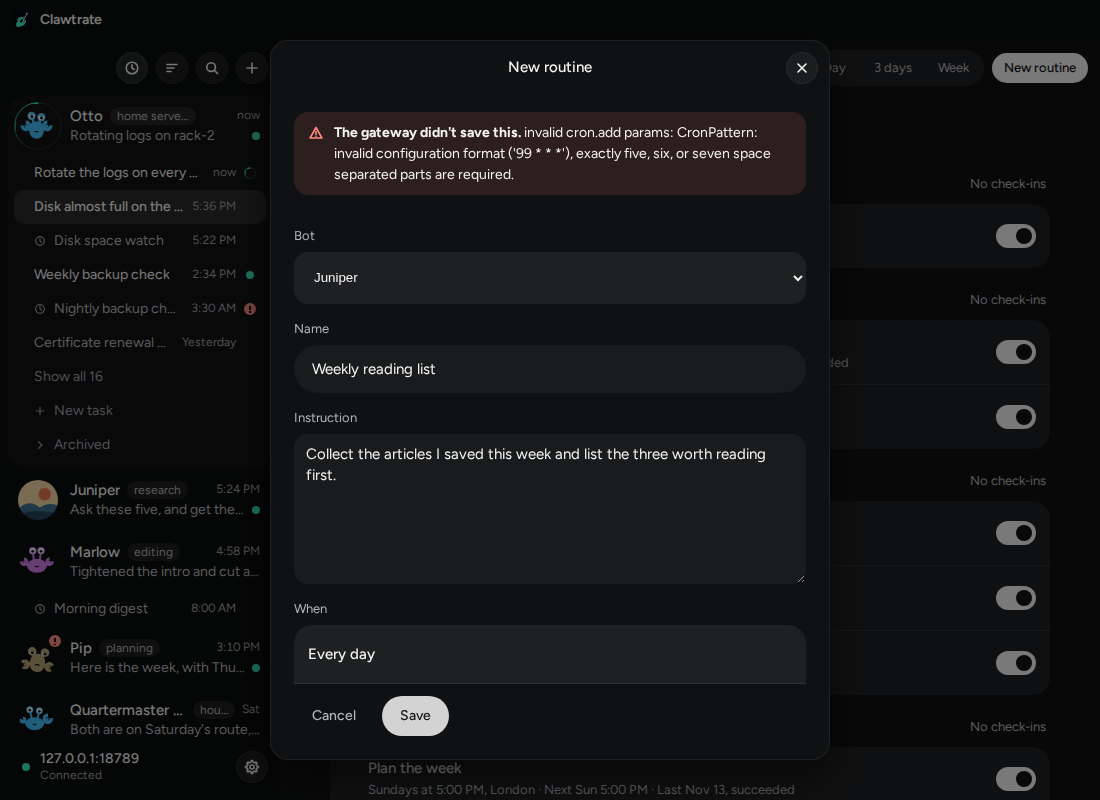 Clawtrate
Day
3 days
Week
New routine
Otto
home serve...
now
Rotating logs on rack-2
Rotate the logs on every ...
now
Disk almost full on the ...
5:36 PM
Disk space watch
5:22 PM
Weekly backup check
2:34 PM
Nightly backup ch...
3:30 AM
Certificate renewal ...
Yesterday
Show all 16
New task
Archived
Juniper
research
5:24 PM
Ask these five, and get the...
Marlow
editing
4:58 PM
Tightened the intro and cut a...
Morning digest
8:00 AM
Pip
planning
3:10 PM
Here is the week, with Thu...
Quartermaster ...
hou...
Sat
Both are on Saturday's route,...
127.0.0.1:18789
Connected
New routine
The gateway didn't save this. invalid cron.add params: CronPattern:
invalid configuration format ('99 * * *'), exactly five, six, or seven space
separated parts are required.
Bot
Juniper
Name
Weekly reading list
Instruction
Collect the articles I saved this week and list the three worth reading
first.
When
Every day
Cancel
Save
No check-ins
No check-ins
No check-ins
No check-ins
Plan the week
Sundays at 5:00 PM, London · Next Sun 5:00 PM · Last Nov 13, succeeded